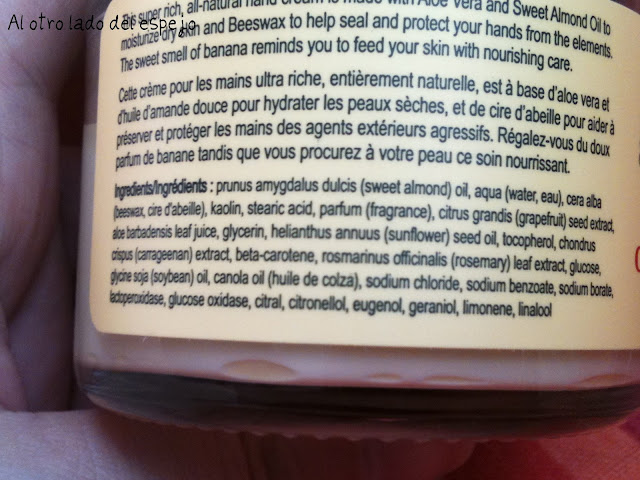 Al otro lado del espejo
super rich, all-natural hand cream is made with Aloe Vera and Sweet Almond Oil to
moisturize dry skin and Beeswax to help seal and protect your hands from the elements.
The sweet smell of banana reminds you to feed your skin with nourishing care.
Cette crème pour les mains ultra riche, entièrement naturelle, est à base d'aloe vera et
d'huile d'amande douce pour hydrater les peaux sèches, et de cire d'abeille pour aider à
préserver et protéger les mains des agents extérieurs agressifs. Régalez-vous du doux
parfum de banane tandis que vous procurez à votre peau ce soin nourrissant.
Ingredients/Ingrédients : prunus amygdalus dulcis (sweet almond) oil, aqua (water, eau), cera alba
(beeswax, cire d'abeille), kaolin, stearic acid, parfum (fragrance), citrus grandis (grapefruit) seed extract,
aloe barbadensis leaf juice, glycerin, helianthus annuus (sunflower) seed oil, tocopherol, chondrus
crispus (carrageenan) extract, beta-carotene, rosmarinus officinalis (rosemary) leaf extract, glucose,
glycine soja (soybean) oil, canola oil (huile de colza), sodium chloride, sodium benzoate, sodium borate,
lactoperoxidase, glucose oxidase, citral, citronellol, eugenol, geraniol, limonene, linalool